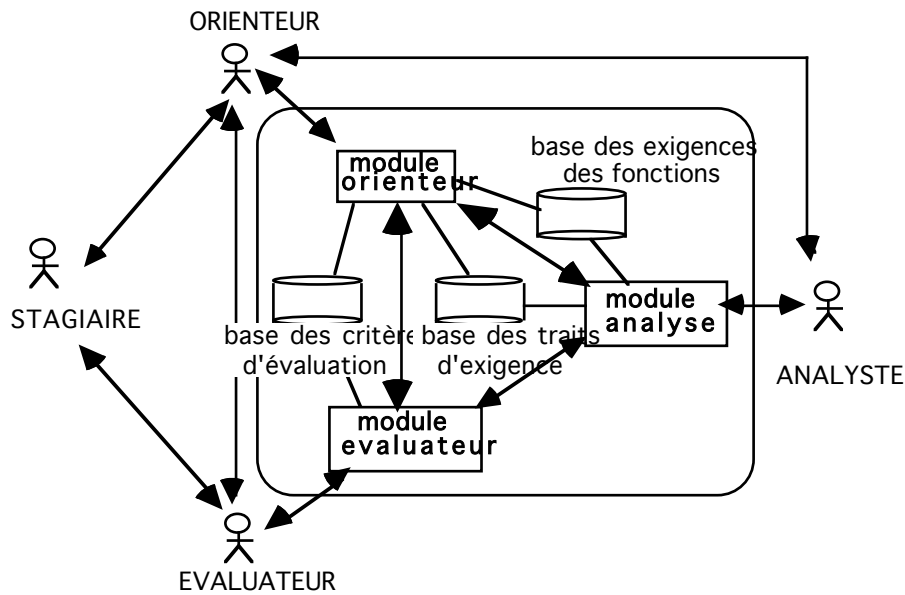 ORIENTEUR
base des exigences
des fonctions
module
orienteur
STAGIAIRE
module
analyse
base des critère
d'évaluation
base des traits
d'exigence
ANALYSTE
module
evaluateur
EVALUATEUR